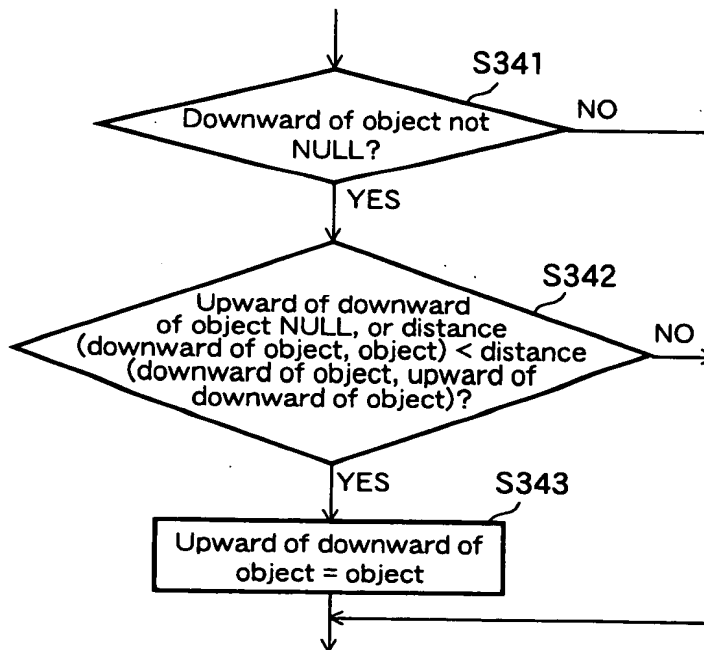 S341
Downward of object not
NULL?
NO
YES
S342
Upward of downward
of object NULL, or distance
(downward of object, object) < distance
(downward of object, upward of
downward of object)?
NO
YES
S343
Upward of downward of
object = object